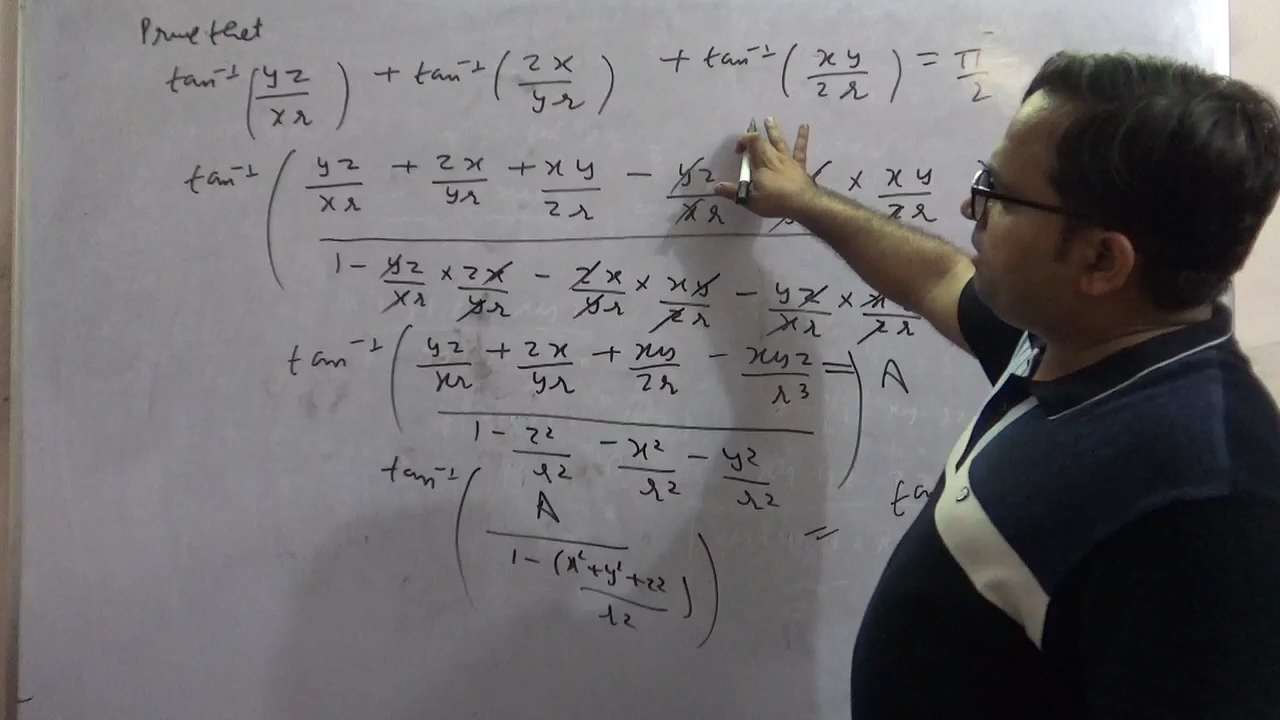 Prove that
tan⁻¹(yz/xr) + tan⁻¹(zx/yr) + tan⁻¹(xy/zr) = π/2
tan⁻¹( yz/xr + zx/yr + xy/zr − yz/xr × xy/zr
1 − yz/xr × zx/yr − zx/yr × xy/zr − yz/xr ×
tan⁻¹( yz/xr + zx/yr + xy/zr − xyz/r³ ) = A
1 − z²/r² − x²/r² − y²/r²
tan⁻¹( A / 1 − (x²+y²+z²/r²) ) =